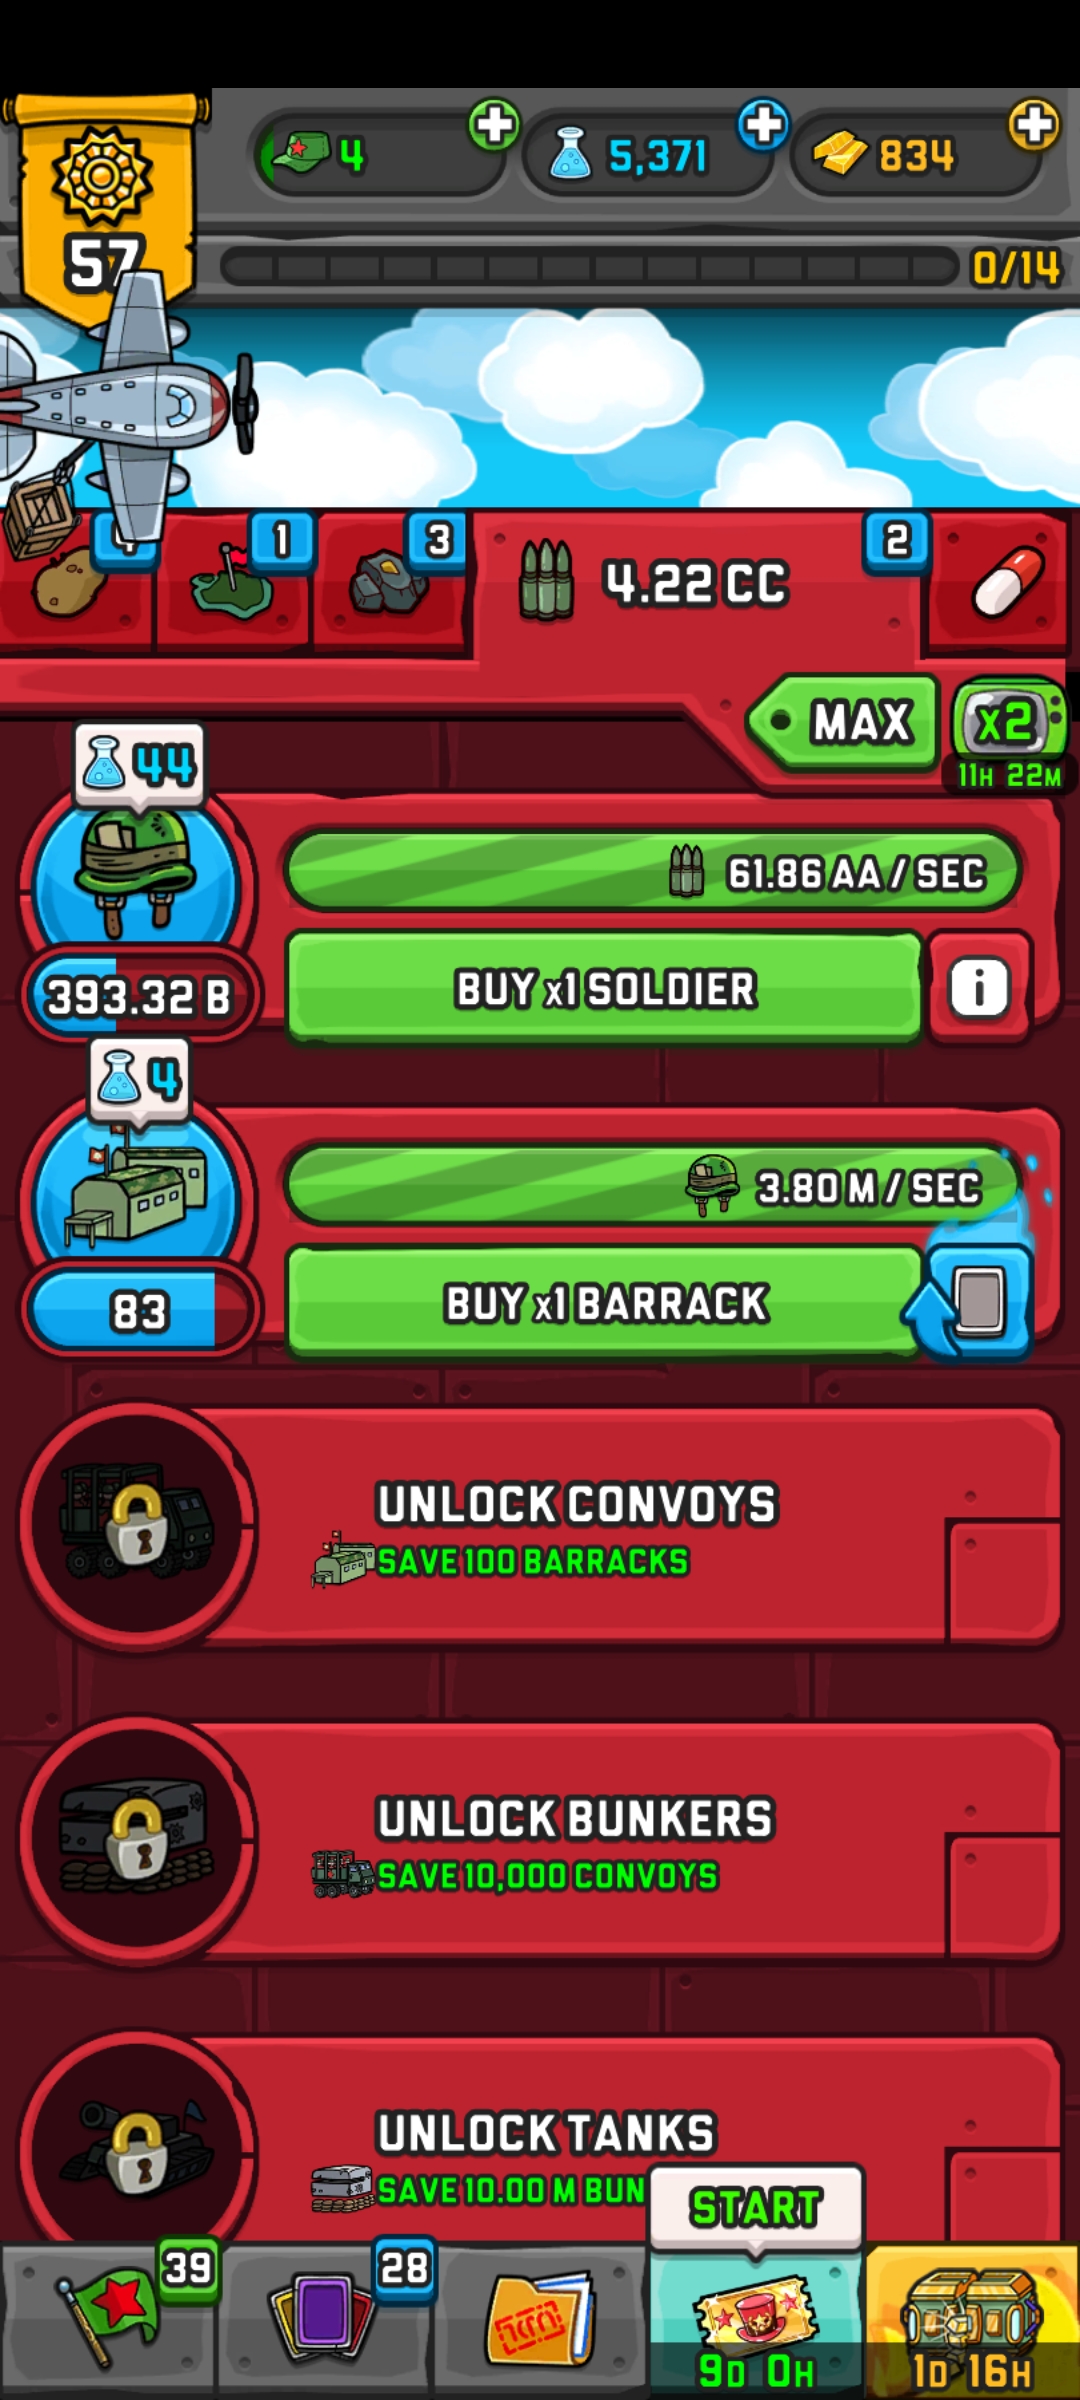 4
5,371
834
57
0/14
1
3
4.22 CC
2
MAX
x2
11H 22M
44
61.86 AA / SEC
393.32 B
BUY x1 SOLDIER
i
4
3.80 M / SEC
83
BUY x1 BARRACK
UNLOCK CONVOYS
SAVE 100 BARRACKS
UNLOCK BUNKERS
SAVE 10,000 CONVOYS
UNLOCK TANKS
SAVE 10.00 M BUN
START
39
28
9D 0H
1D 16H